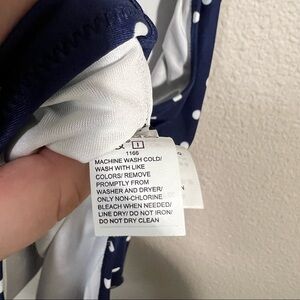 1166
MACHINE WASH COLD/
WASH WITH LIKE
COLORS/ REMOVE
PROMPTLY FROM
WASHER AND DRYER/
ONLY NON-CHLORINE
BLEACH WHEN NEEDED/
LINE DRY/ DO NOT IRON/
DO NOT DRY CLEAN